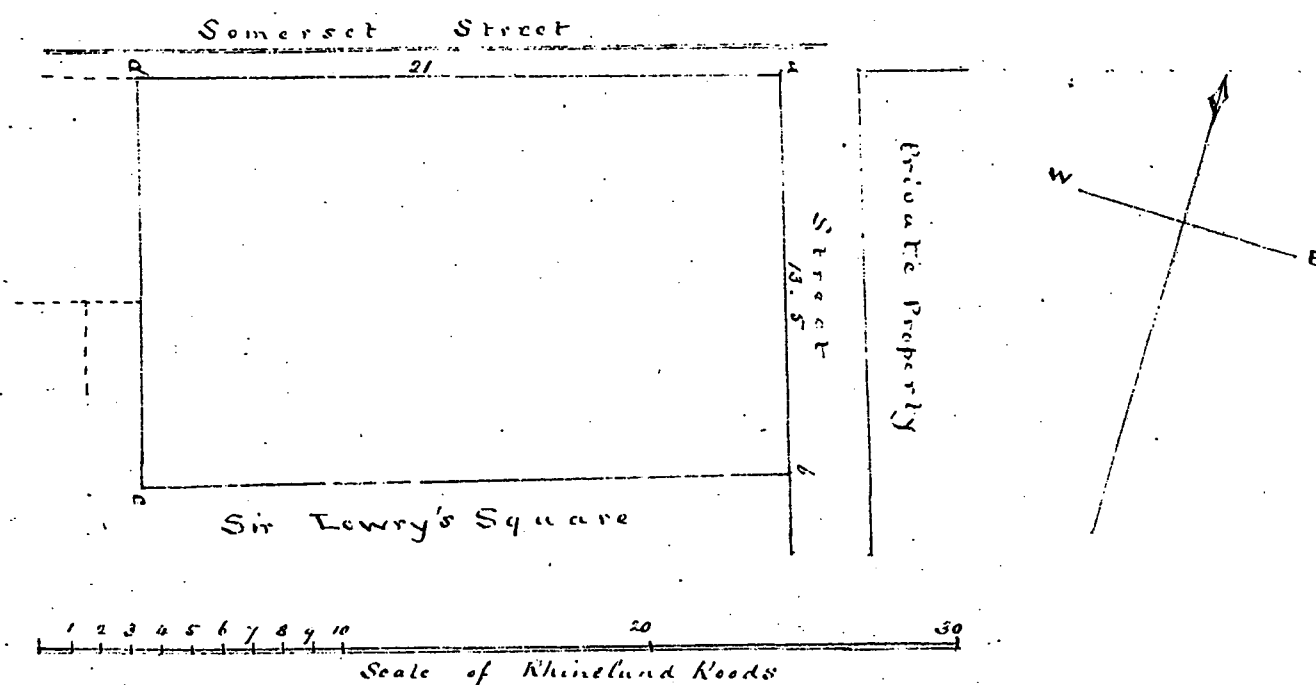 Somerset Street
21
Street
13.5
Private Property
W
E
b
Sir Lowry's Square
1 2 3 4 5 6 7 8 9 10 20 30
Scale of Rhineland Roods